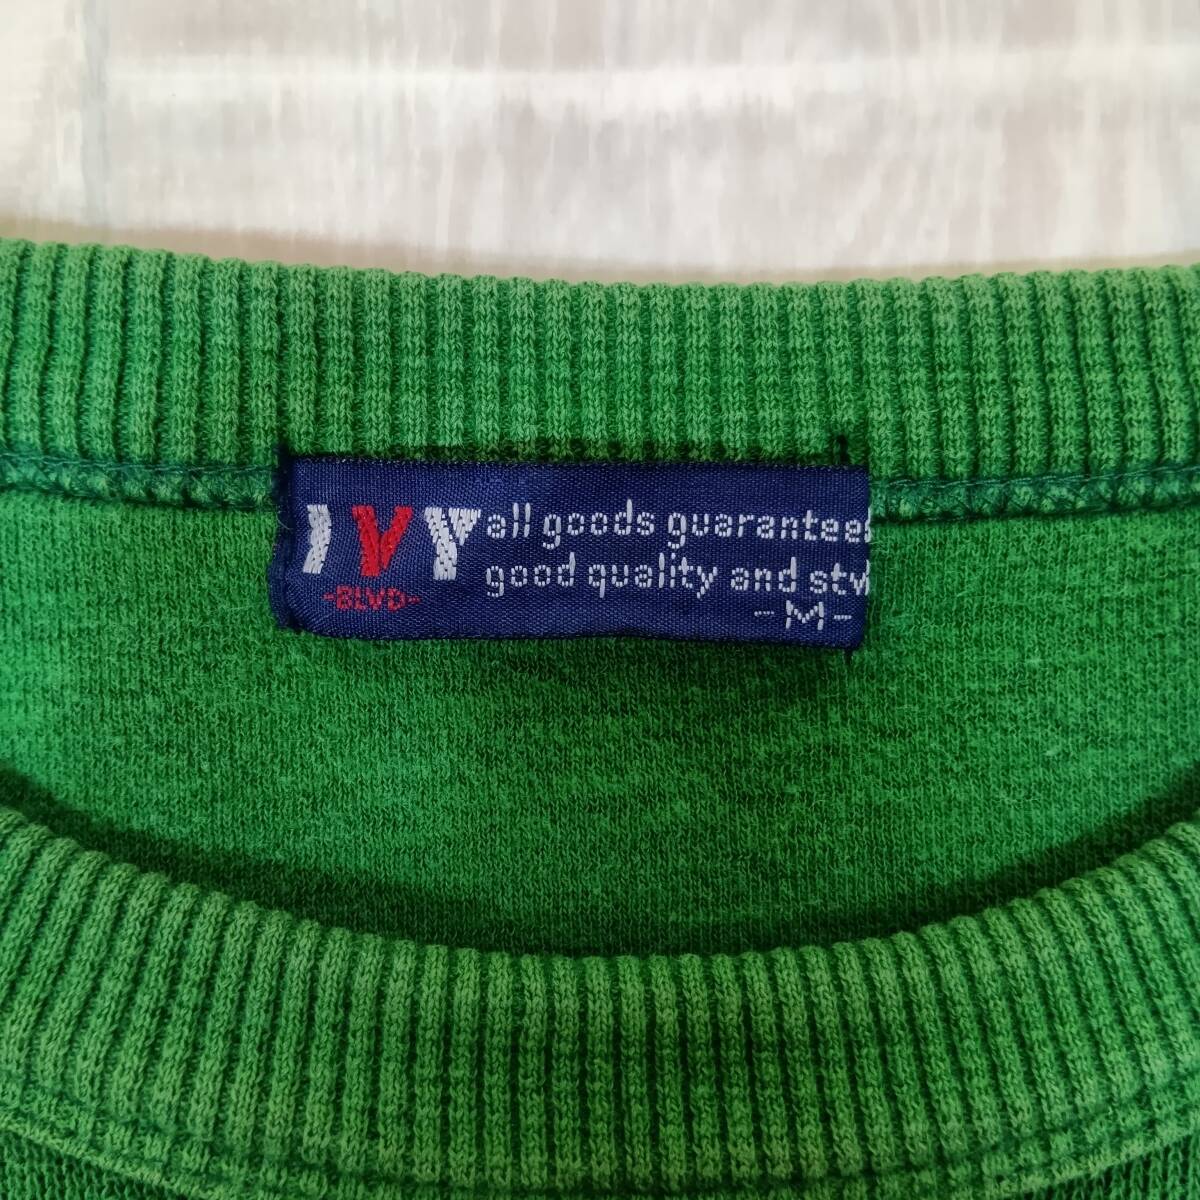 IVY
-BLVD-
all goods guarantee
good quality and sty
-M-